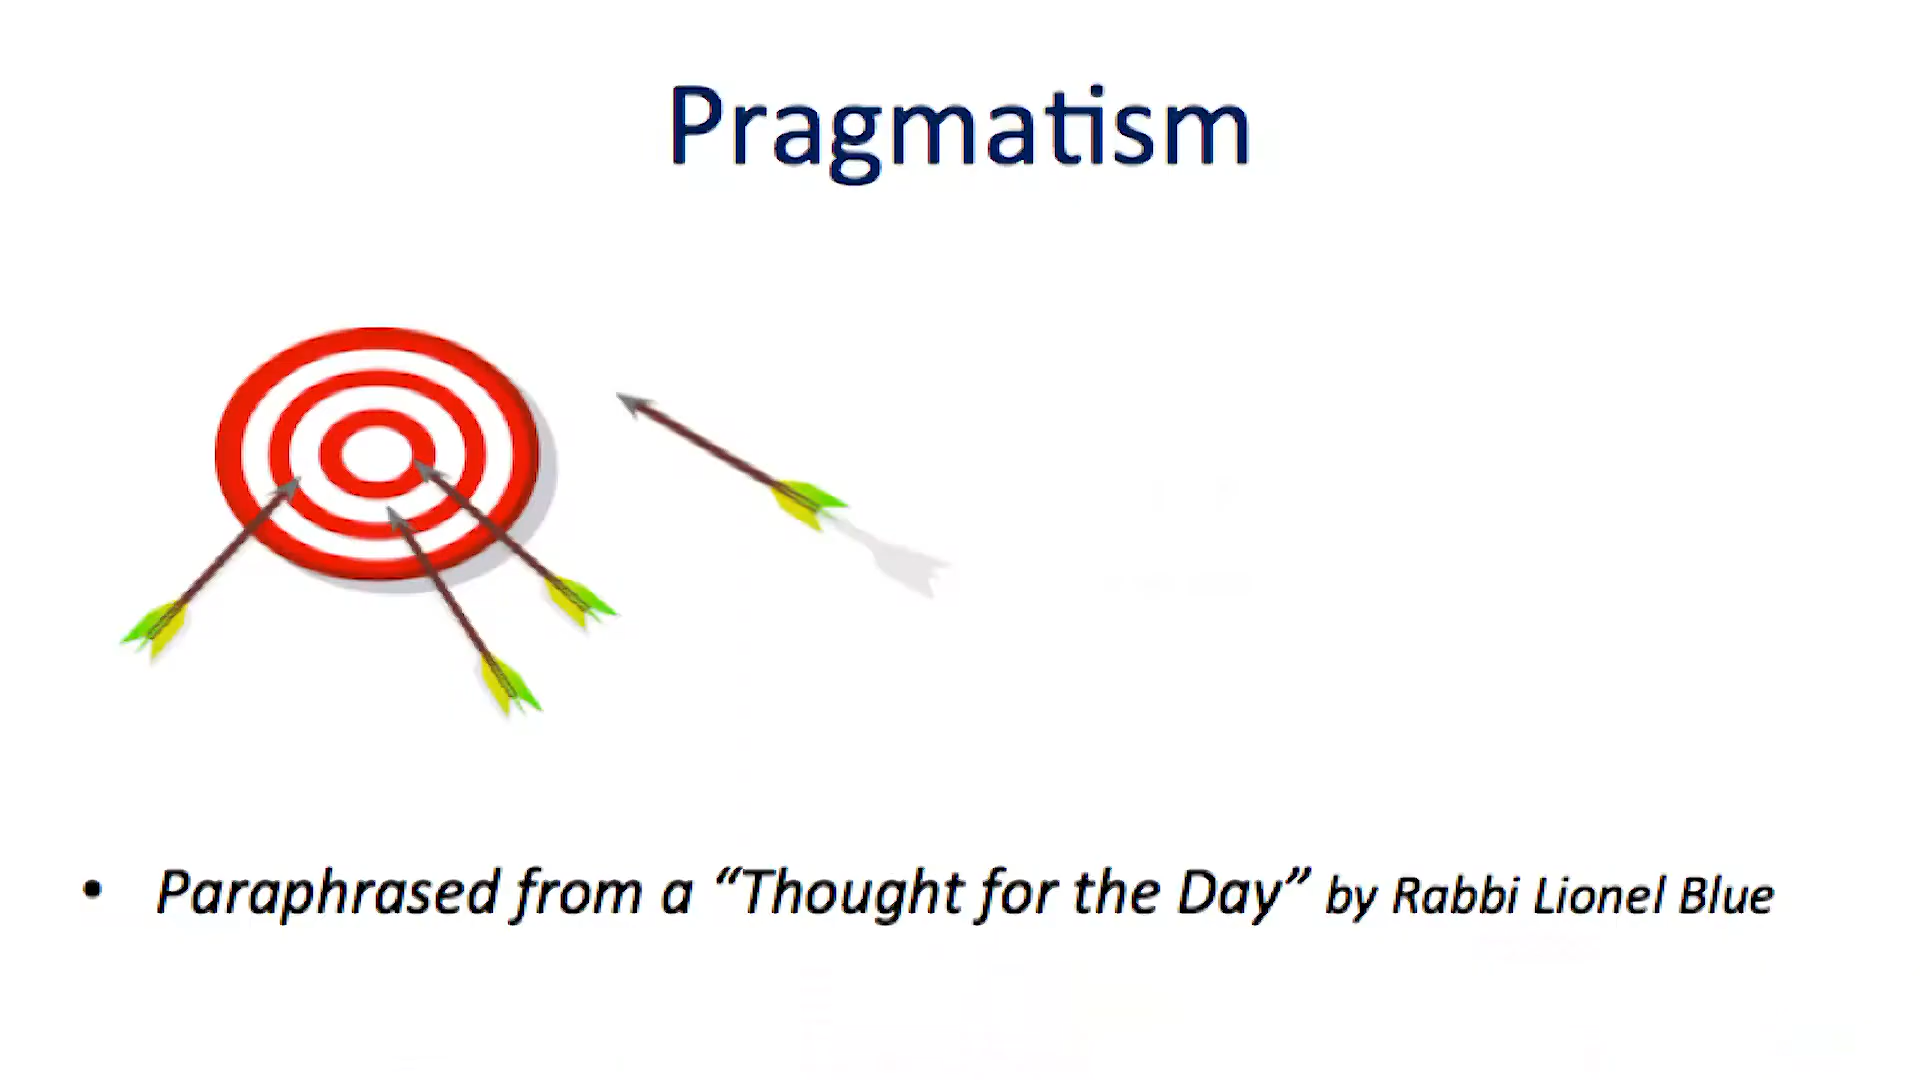 Pragmatism
• Paraphrased from a “Thought for the Day” by Rabbi Lionel Blue